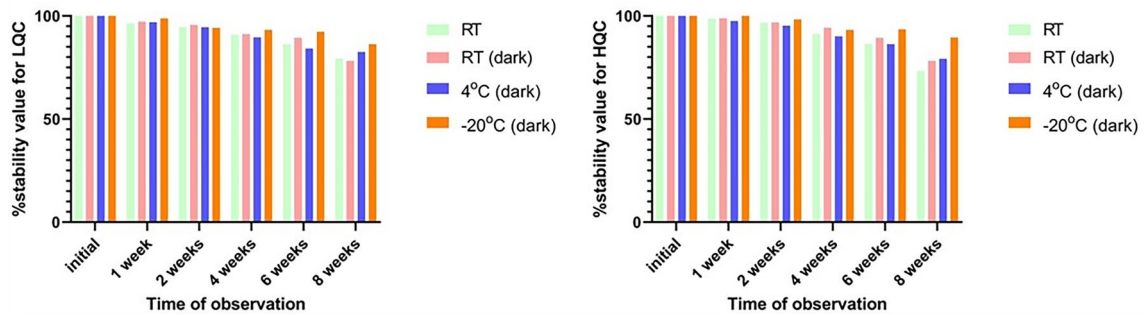 %stability value for LQC
100
50
0
initial
1 week
2 weeks
4 weeks
6 weeks
8 weeks
Time of observation
RT
RT (dark)
4°C (dark)
-20°C (dark)
%stability value for HQC
100
50
0
initial
1 week
2 weeks
4 weeks
6 weeks
8 weeks
Time of observation
RT
RT (dark)
4°C (dark)
-20°C (dark)